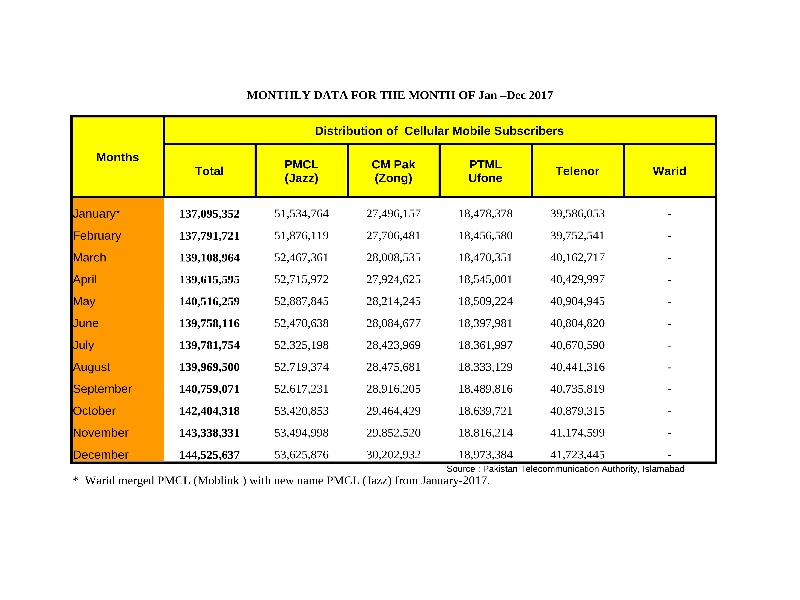 MONTHLY DATA FOR THE MONTH OF Jan –Dec 2017
Months
Distribution of Cellular Mobile Subscribers
Total PMCL (Jazz) CM Pak (Zong) PTML Ufone Telenor Warid
January* 137,095,352 51,534,764 27,496,157 18,478,378 39,586,053 -
February 137,791,721 51,876,119 27,706,481 18,456,580 39,752,541 -
March 139,108,964 52,467,361 28,008,535 18,470,351 40,162,717 -
April 139,615,595 52,715,972 27,924,625 18,545,001 40,429,997 -
May 140,516,259 52,887,845 28,214,245 18,509,224 40,904,945 -
June 139,758,116 52,470,638 28,084,677 18,397,981 40,804,820 -
July 139,781,754 52,325,198 28,423,969 18,361,997 40,670,590 -
August 139,969,500 52,719,374 28,475,681 18,333,129 40,441,316 -
September 140,759,071 52,617,231 28,916,205 18,489,816 40,735,819 -
October 142,404,318 53,420,853 29,464,429 18,639,721 40,879,315 -
November 143,338,331 53,494,998 29,852,520 18,816,214 41,174,599 -
December 144,525,637 53,625,876 30,202,932 18,973,384 41,723,445 -
Source : Pakistan Telecommunication Authority, Islamabad
* Warid merged PMCL (Moblink ) with new name PMCL (Jazz) from January-2017.